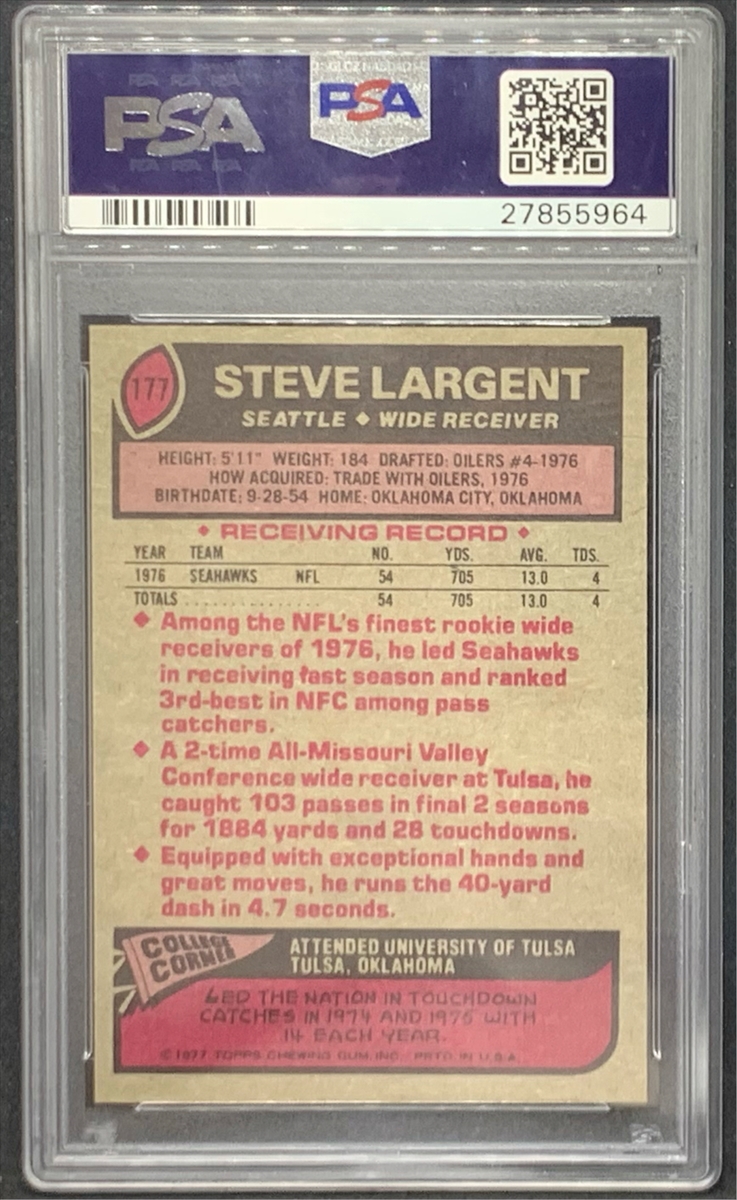 PSA
PSA
27855964
177
STEVE LARGENT
SEATTLE ◆ WIDE RECEIVER
HEIGHT: 5'11" WEIGHT: 184 DRAFTED: OILERS #4-1976
HOW ACQUIRED: TRADE WITH OILERS, 1976
BIRTHDATE: 9-28-54 HOME: OKLAHOMA CITY, OKLAHOMA
◆ RECEIVING RECORD ◆
YEAR TEAM NO. YDS. AVG. TDS.
1976 SEAHAWKS NFL 54 705 13.0 4
TOTALS . . . . . . . . . . . . . . . 54 705 13.0 4
◆ Among the NFL's finest rookie wide
receivers of 1976, he led Seahawks
in receiving last season and ranked
3rd-best in NFC among pass
catchers.
◆ A 2-time All-Missouri Valley
Conference wide receiver at Tulsa, he
caught 103 passes in final 2 seasons
for 1884 yards and 28 touchdowns.
◆ Equipped with exceptional hands and
great moves, he runs the 40-yard
dash in 4.7 seconds.
COLLEGE
CORNER
ATTENDED UNIVERSITY OF TULSA
TULSA, OKLAHOMA
LED THE NATION IN TOUCHDOWN
CATCHES IN 1974 AND 1975 WITH
14 EACH YEAR.
© 1977 TOPPS CHEWING GUM, INC. PRTD. IN U.S.A.